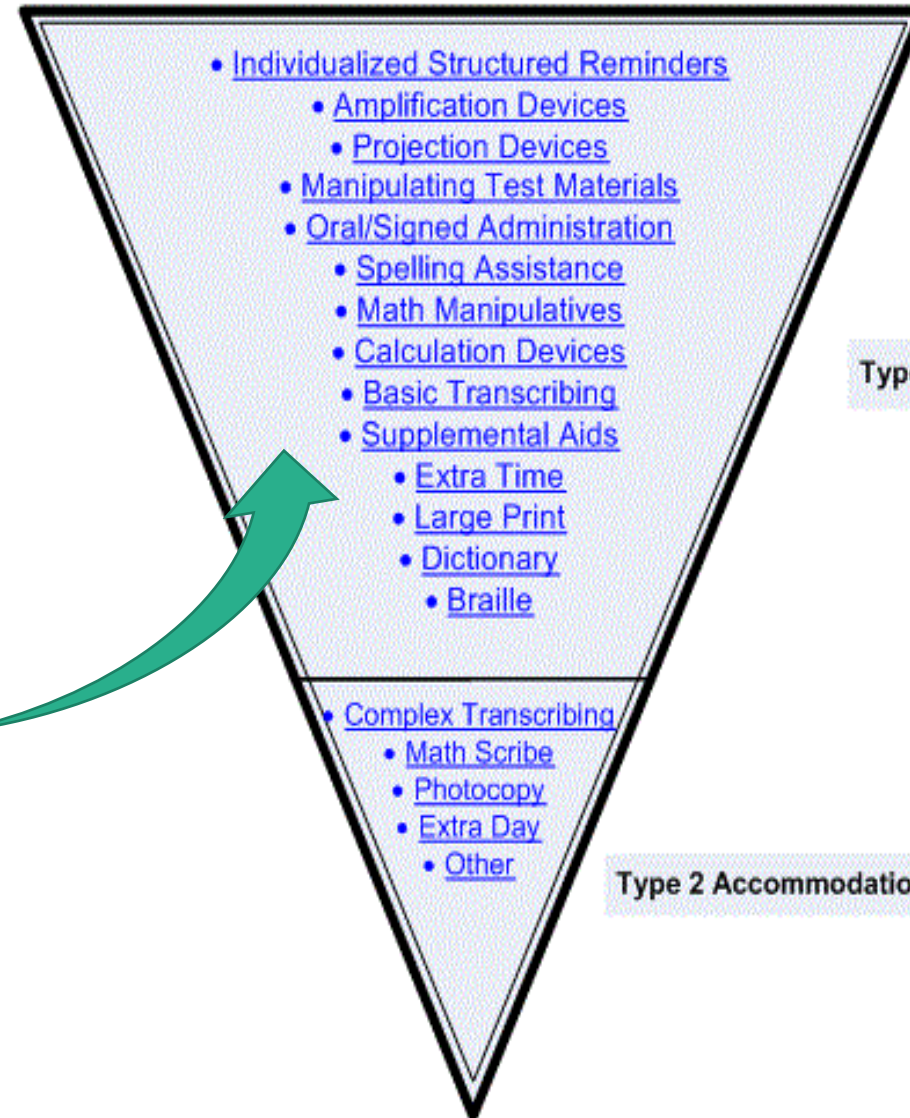 • Individualized Structured Reminders
• Amplification Devices
• Projection Devices
• Manipulating Test Materials
• Oral/Signed Administration
• Spelling Assistance
• Math Manipulatives
• Calculation Devices
Typ
• Basic Transcribing
• Supplemental Aids
• Extra Time
• Large Print
• Dictionary
• Braille
• Complex Transcribing
• Math Scribe
• Photocopy
• Extra Day
• Other
Type 2 Accommodatio